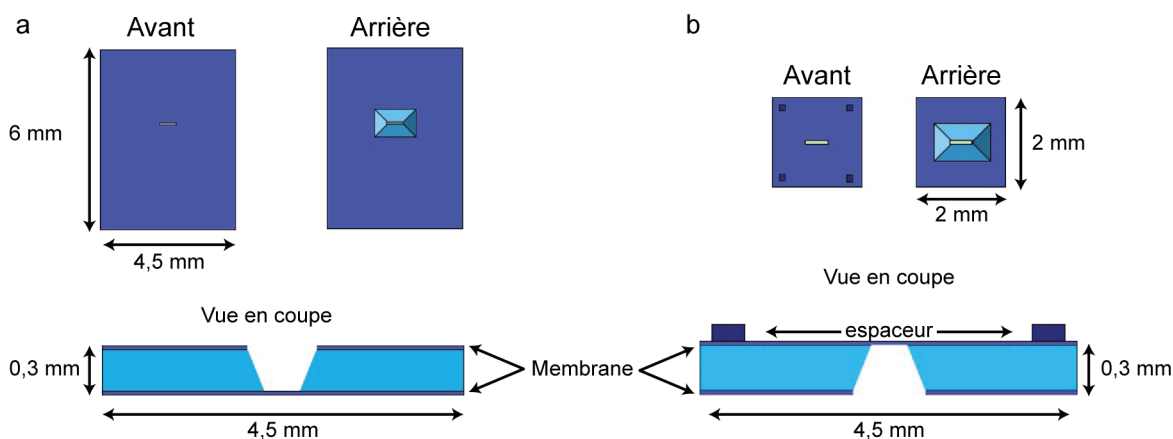 a
Avant
Arrière
6 mm
4,5 mm
Vue en coupe
0,3 mm
4,5 mm
Membrane
b
Avant
Arrière
2 mm
2 mm
Vue en coupe
espaceur
0,3 mm
4,5 mm